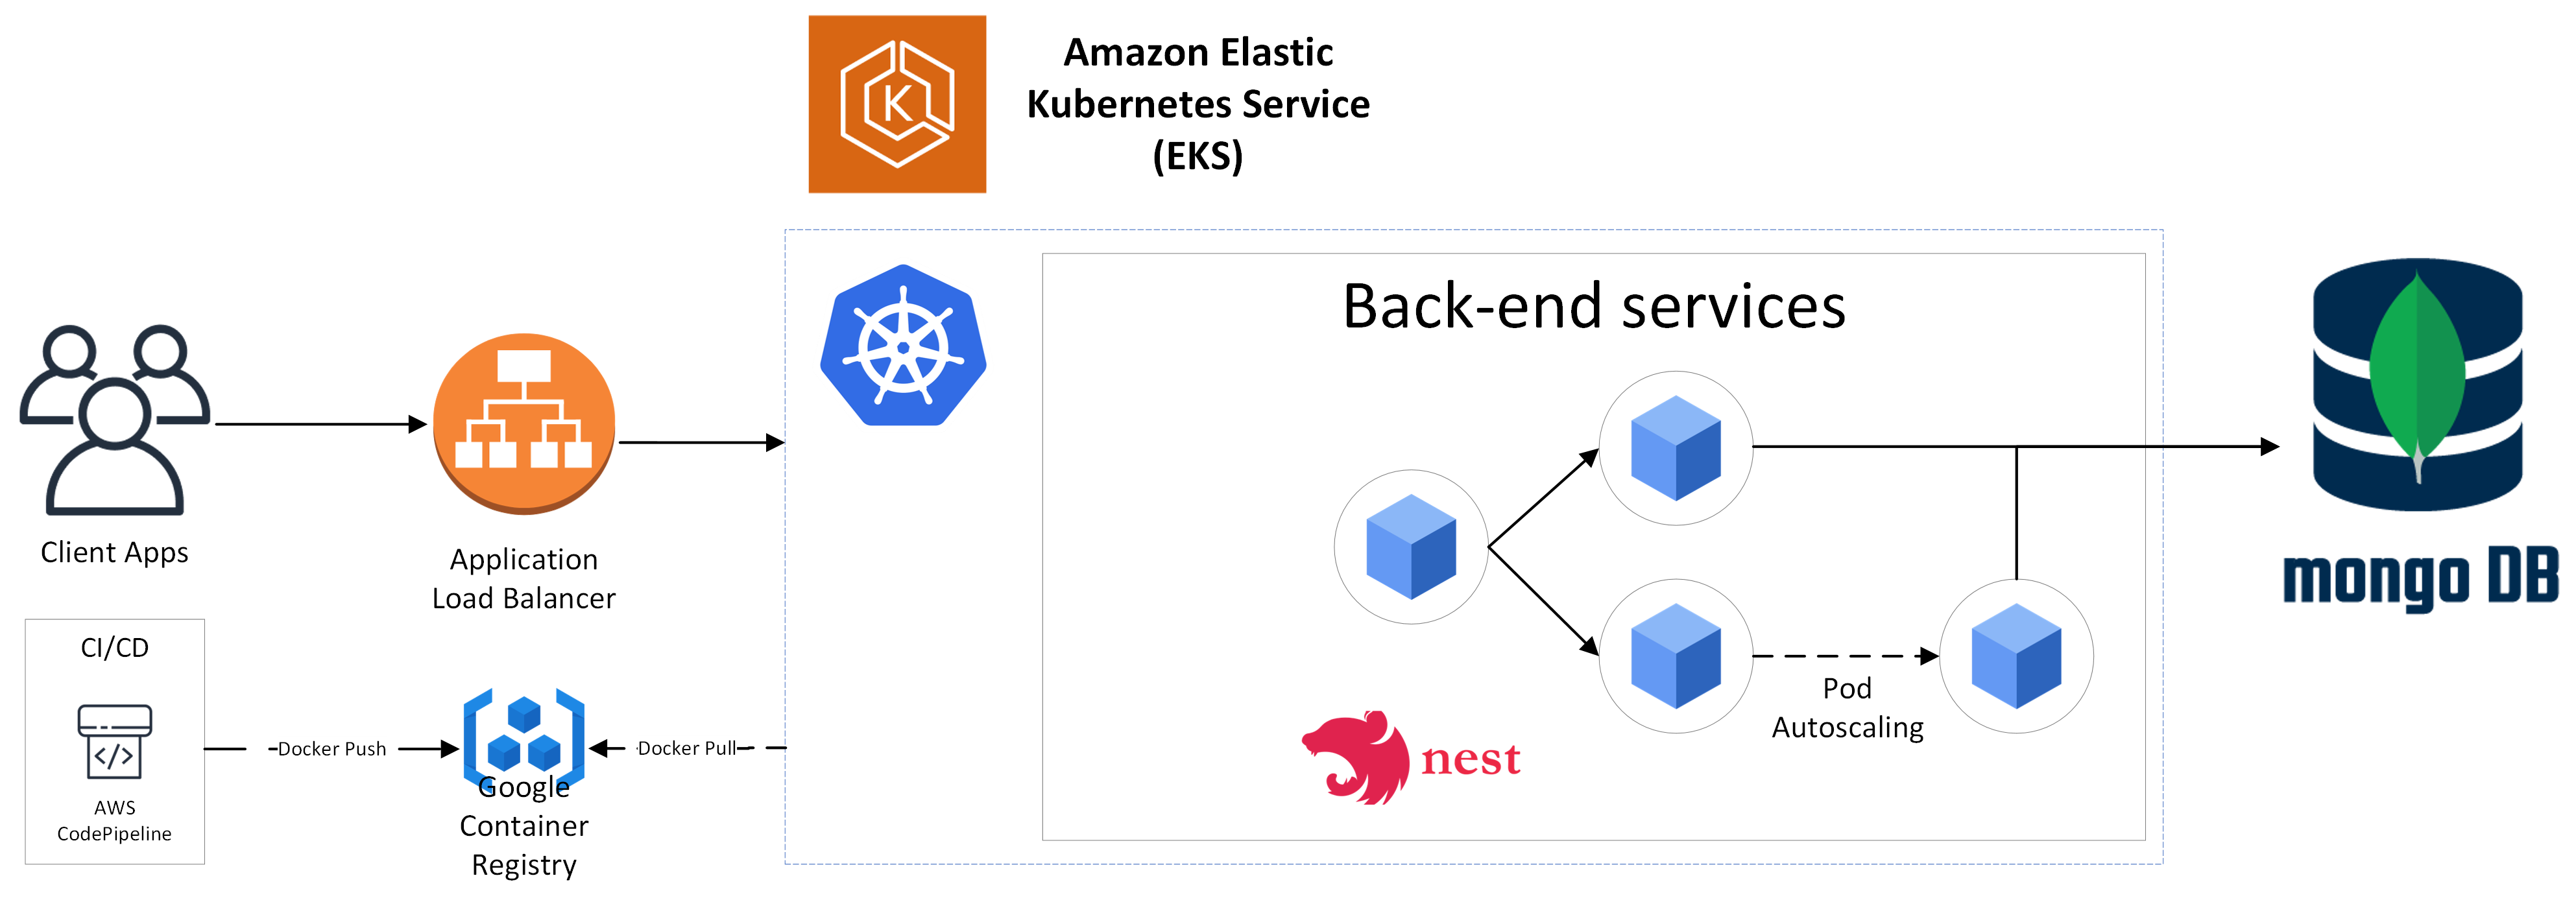 Amazon Elastic
Kubernetes Service
(EKS)
K
Back-end services
Client Apps
Application
Load Balancer
mongo DB
CI/CD
</>
AWS
CodePipeline
Docker Push
Google
Container
Registry
Docker Pull
Pod
Autoscaling
nest